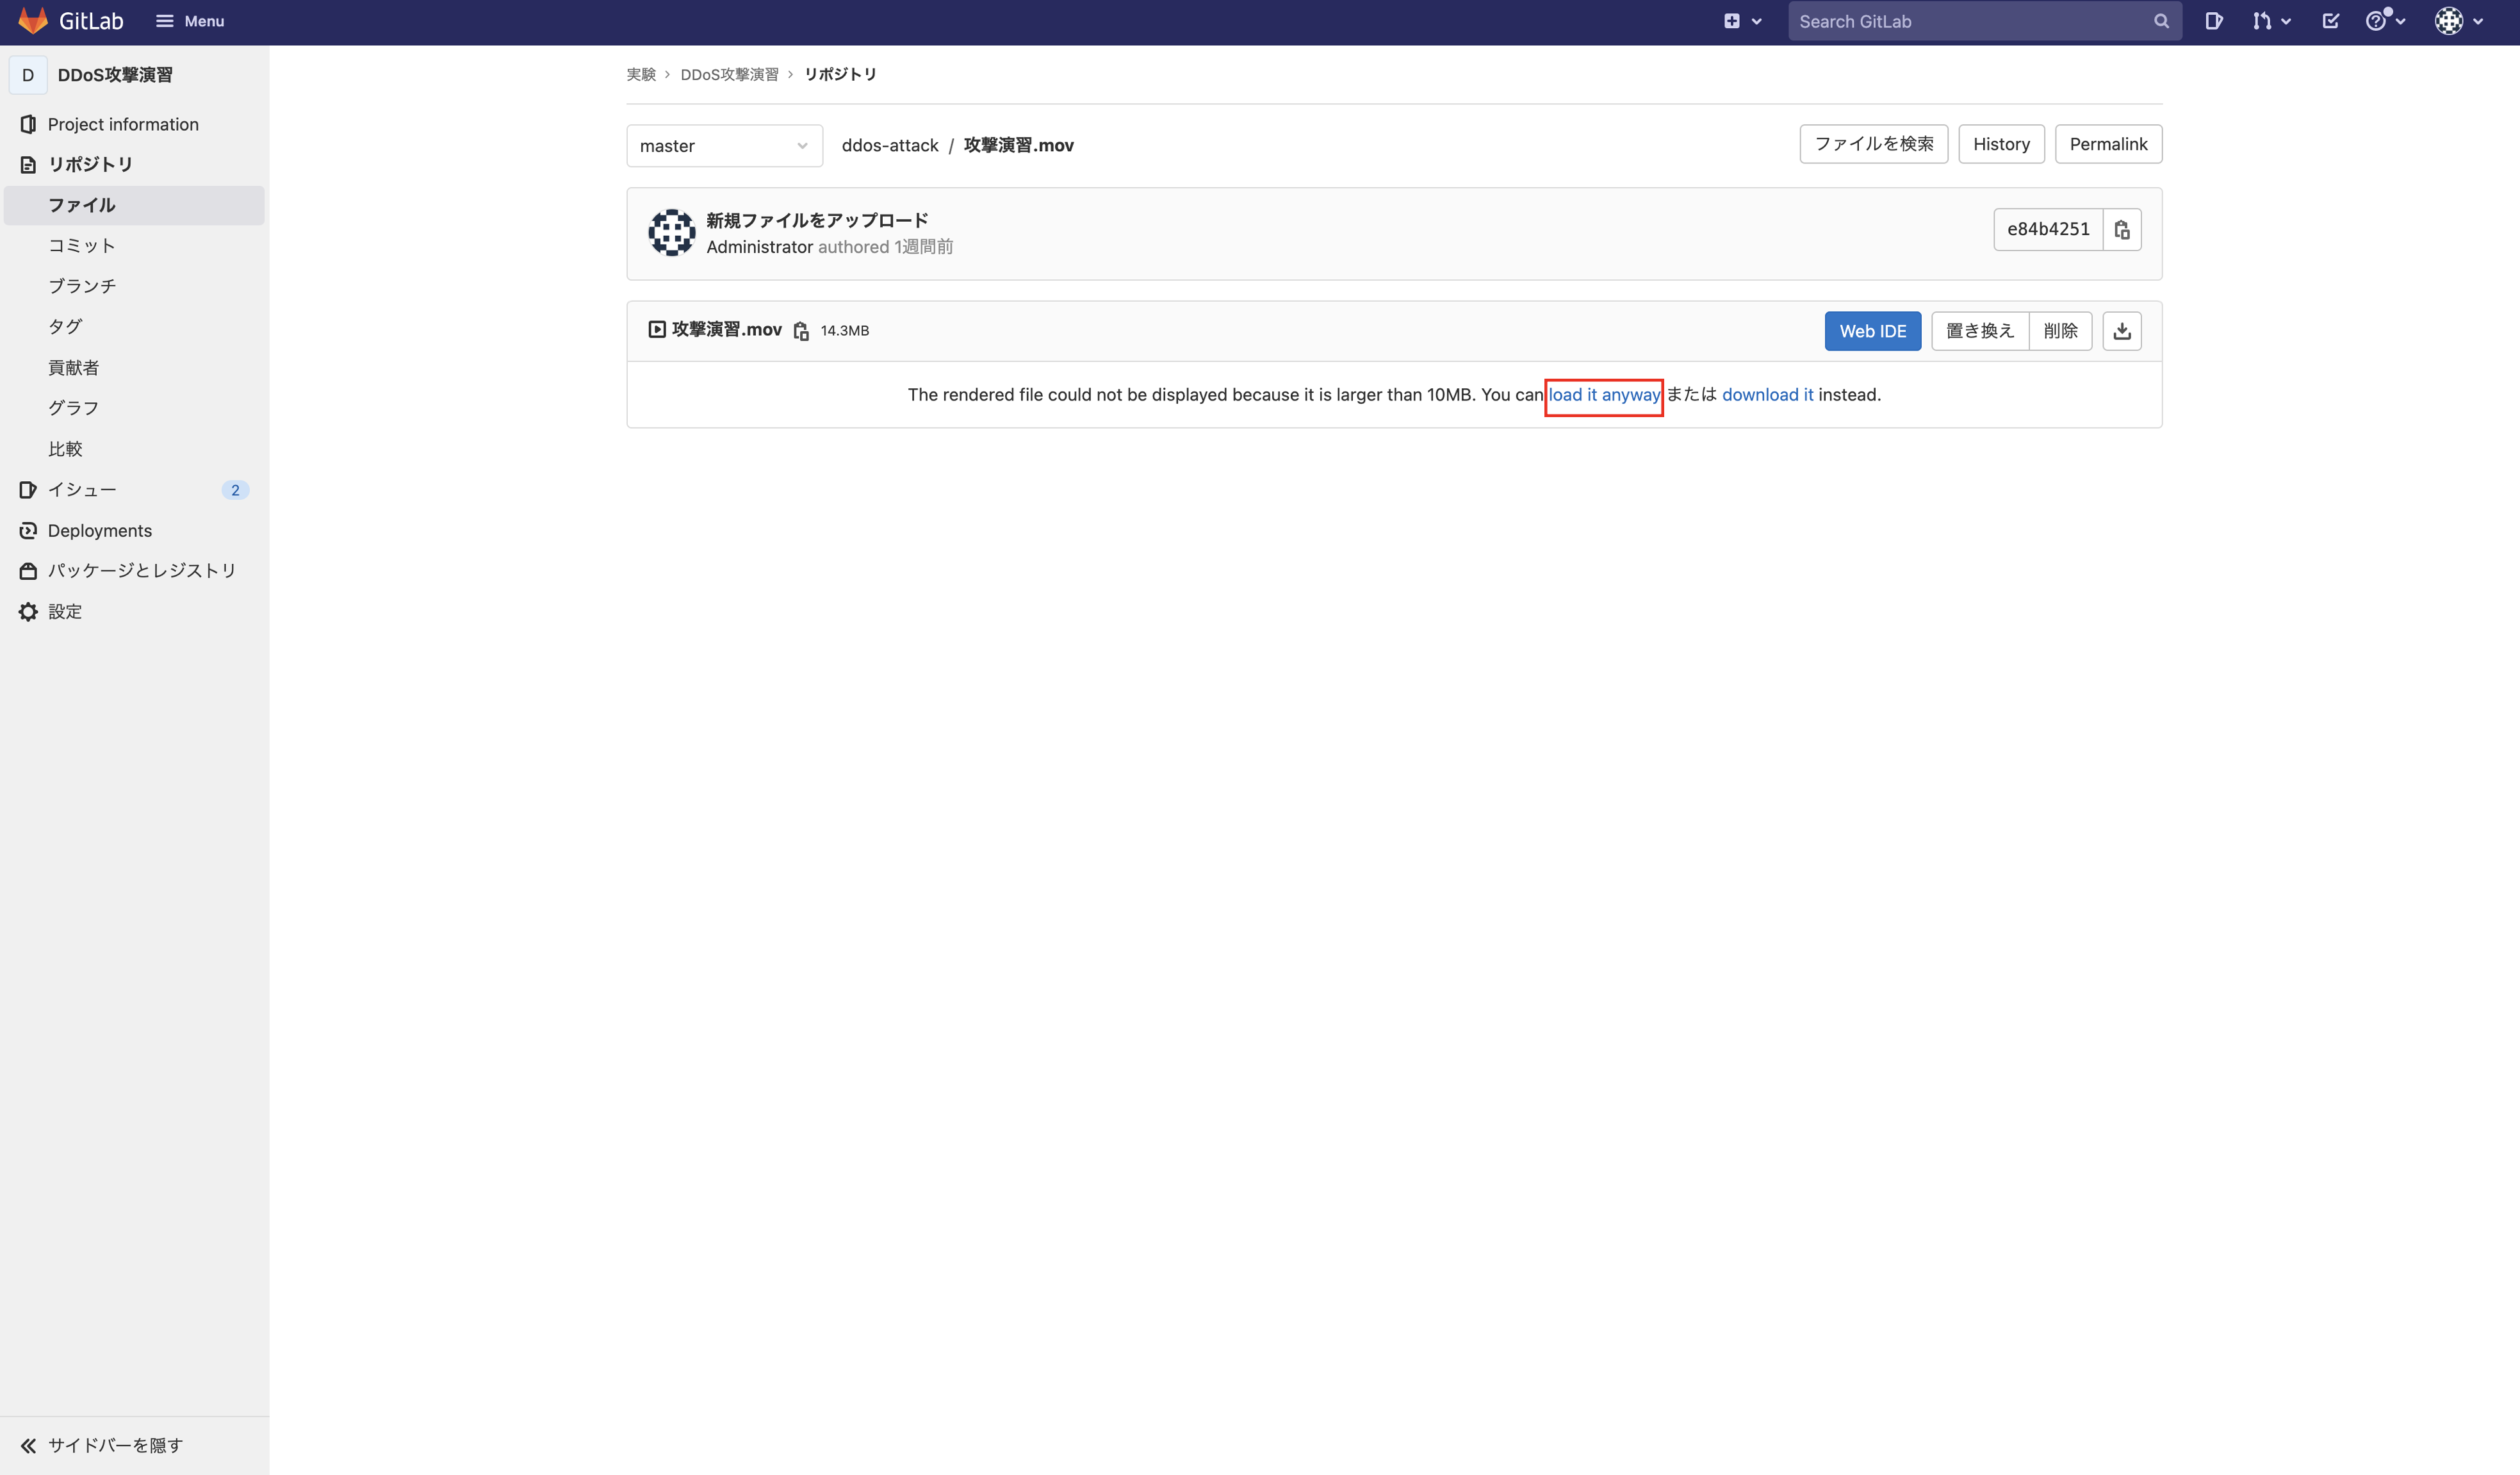 GitLab Menu Search GitLab
D DDoS攻撃演習
Project information
リポジトリ
ファイル
コミット
ブランチ
タグ
貢献者
グラフ
比較
イシュー 2
Deployments
パッケージとレジストリ
設定
サイドバーを隠す
実験 › DDoS攻撃演習 › リポジトリ
master ddos-attack / 攻撃演習.mov ファイルを検索 History Permalink
新規ファイルをアップロード
Administrator authored 1週間前
e84b4251
攻撃演習.mov 14.3MB Web IDE 置き換え 削除
The rendered file could not be displayed because it is larger than 10MB. You can load it anyway または download it instead.